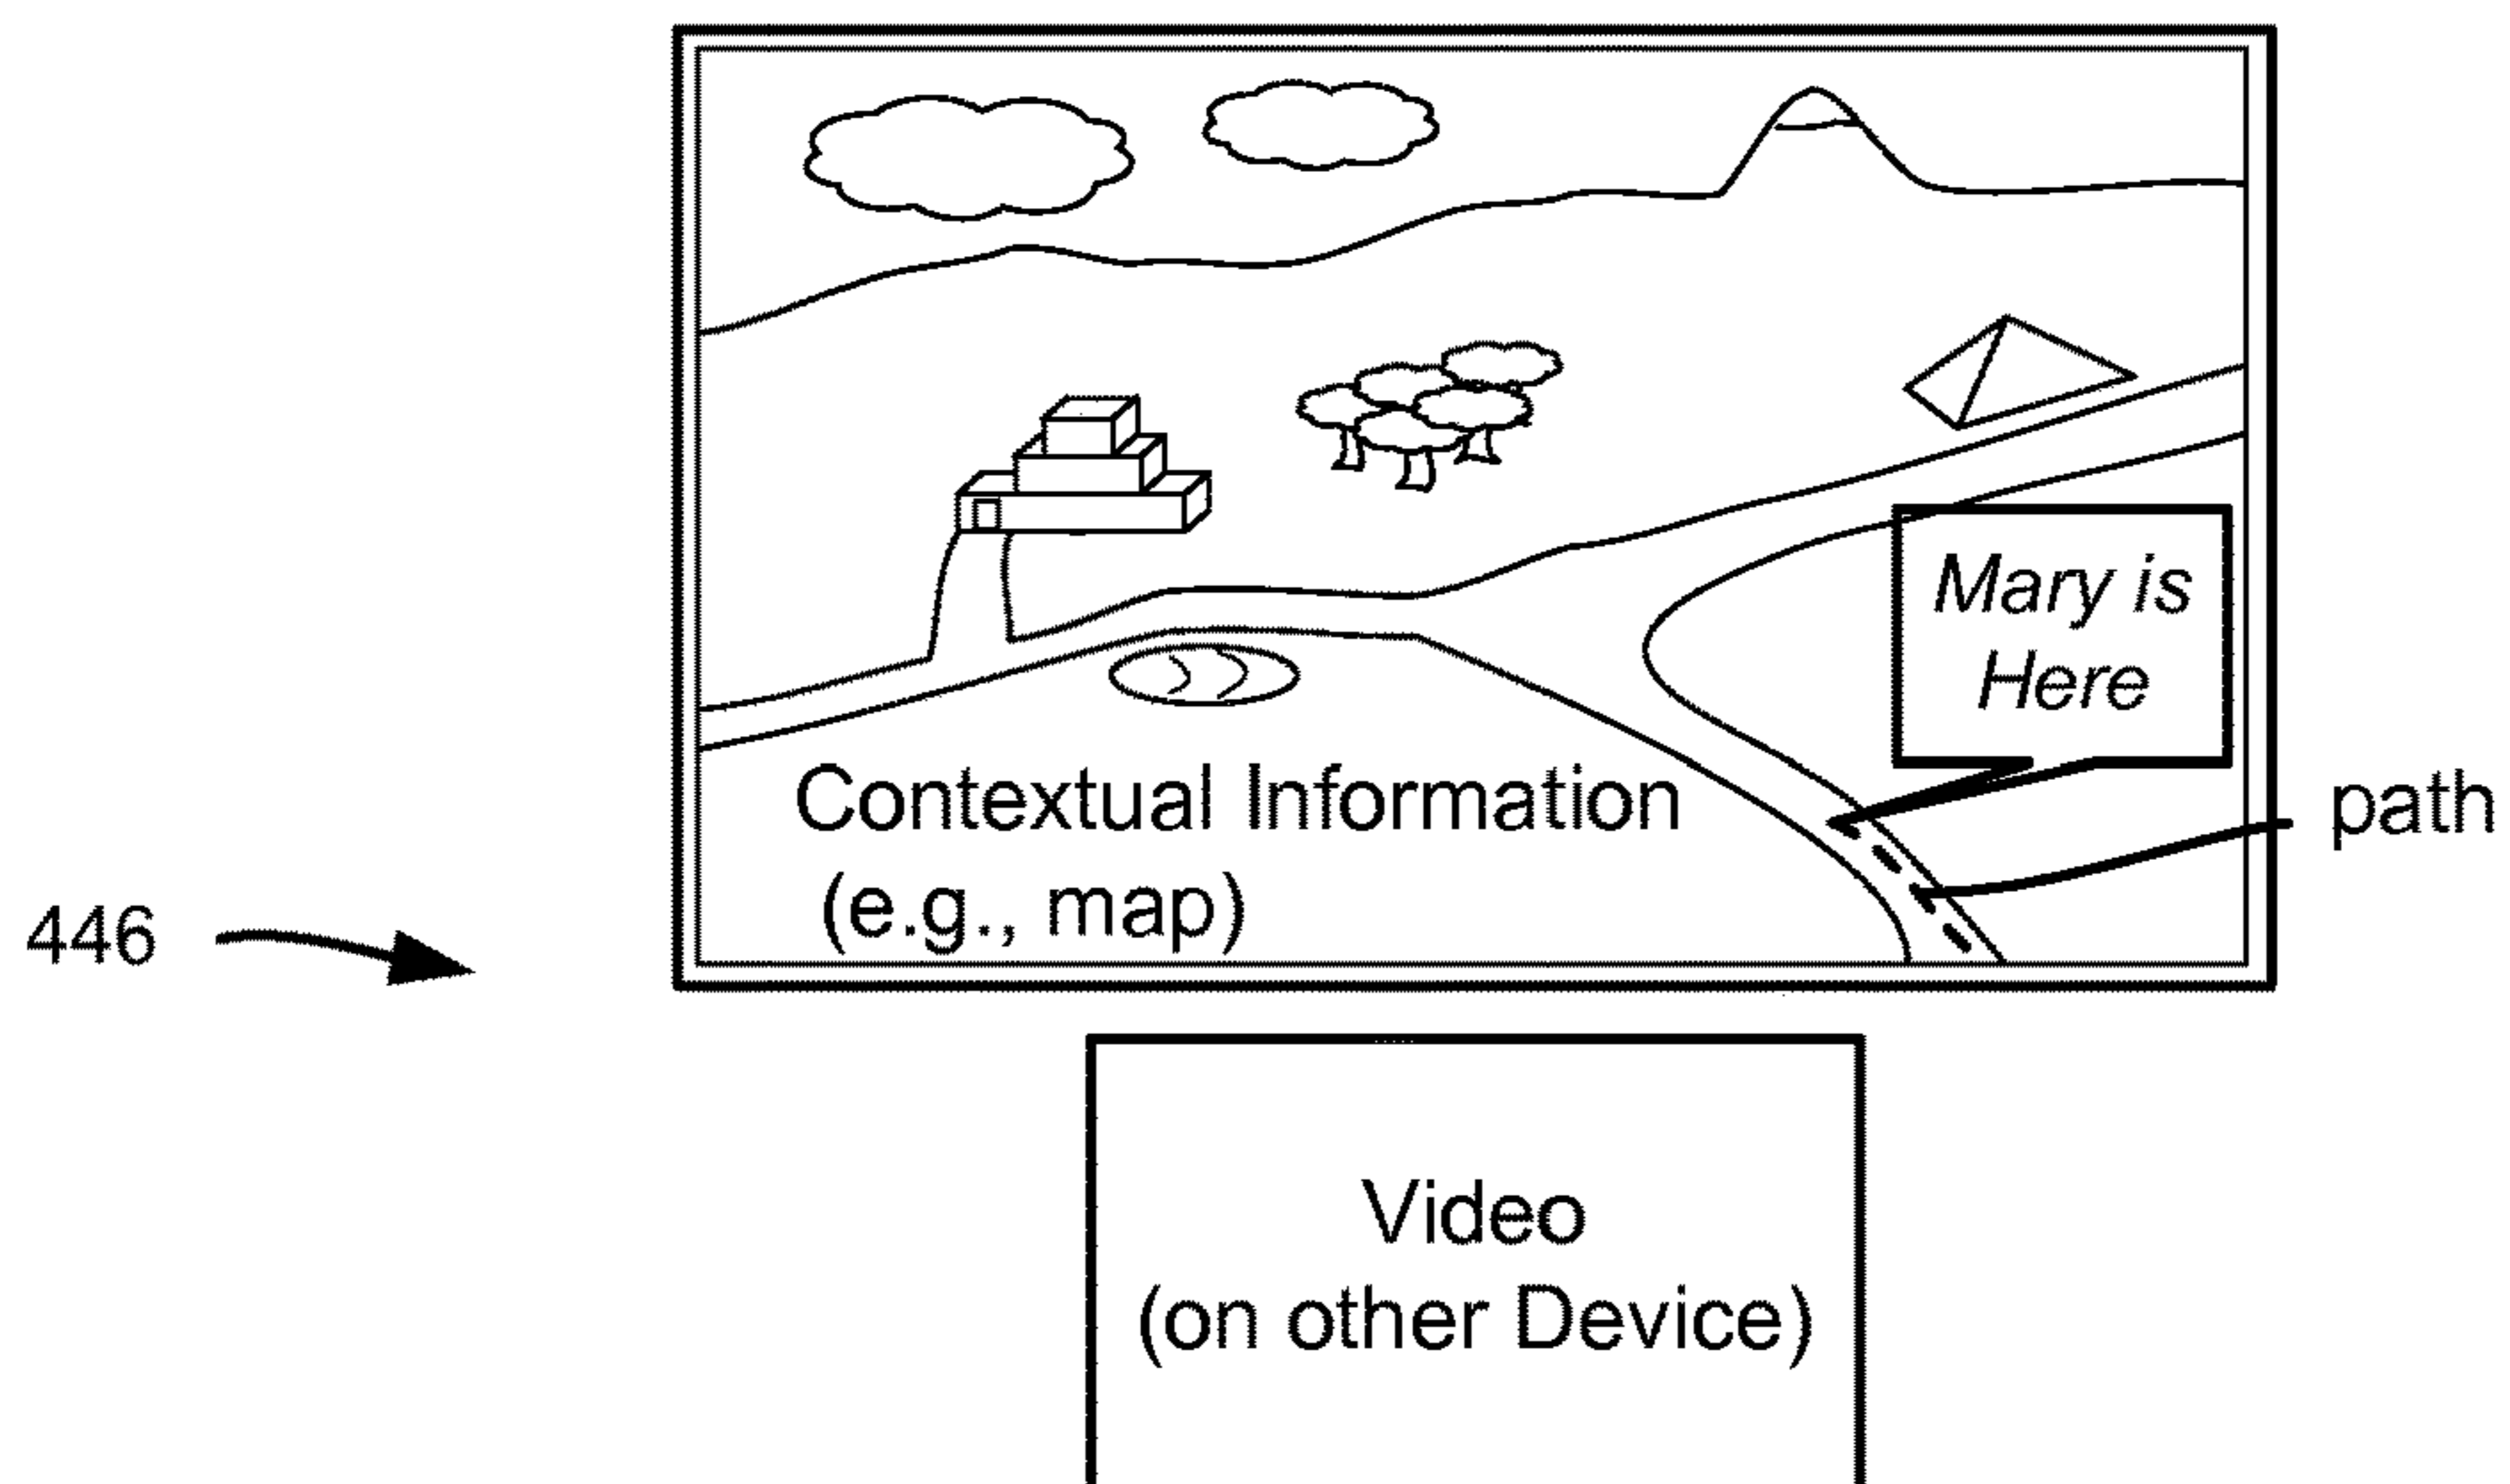 Mary is
Here
Contextual Information
(e.g., map)
path
446
Video
(on other Device)